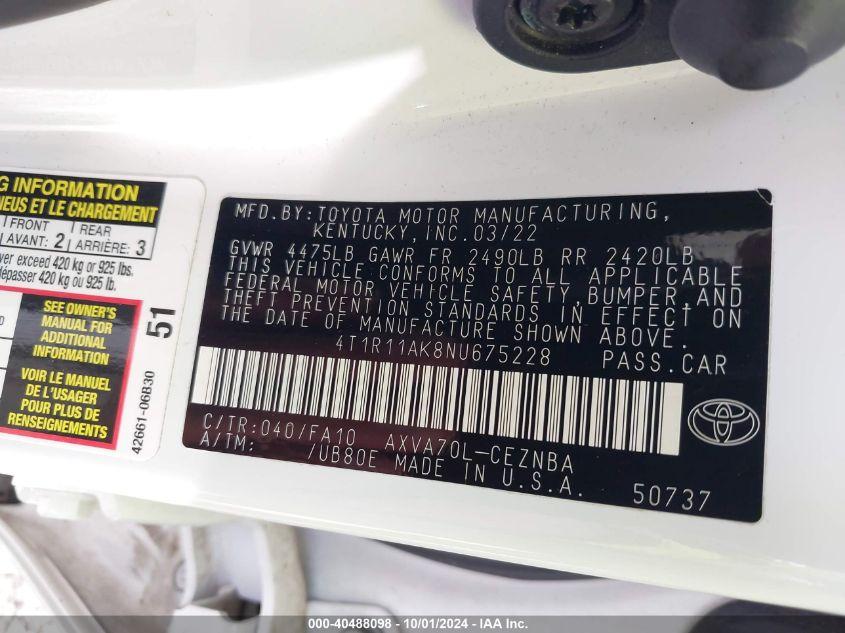 G INFORMATION
NEUS ET LE CHARGEMENT
FRONT REAR
AVANT: 2 ARRIÈRE: 3
ver exceed 420 kg or 925 lbs.
dépasser 420 kg ou 925 lb.
SEE OWNER'S
MANUAL FOR
ADDITIONAL
INFORMATION
VOIR LE MANUEL
DE L'USAGER
POUR PLUS DE
RENSEIGNEMENTS
51
42661-06B30
MFD.BY:TOYOTA MOTOR MANUFACTURING,
KENTUCKY,INC.03/22
GVWR 4475LB GAWR FR 2490LB RR 2420LB
THIS VEHICLE CONFORMS TO ALL APPLICABLE
FEDERAL MOTOR VEHICLE SAFETY,BUMPER,AND
THEFT PREVENTION STANDARDS IN EFFECT ON
THE DATE OF MANUFACTURE SHOWN ABOVE.
4T1R11AK8NU675228 PASS.CAR
C/TR:040/FA10 AXVA70L-CEZNBA
A/TM: /UB80E MADE IN U.S.A.
50737
000-40488098 - 10/01/2024 - IAA Inc.